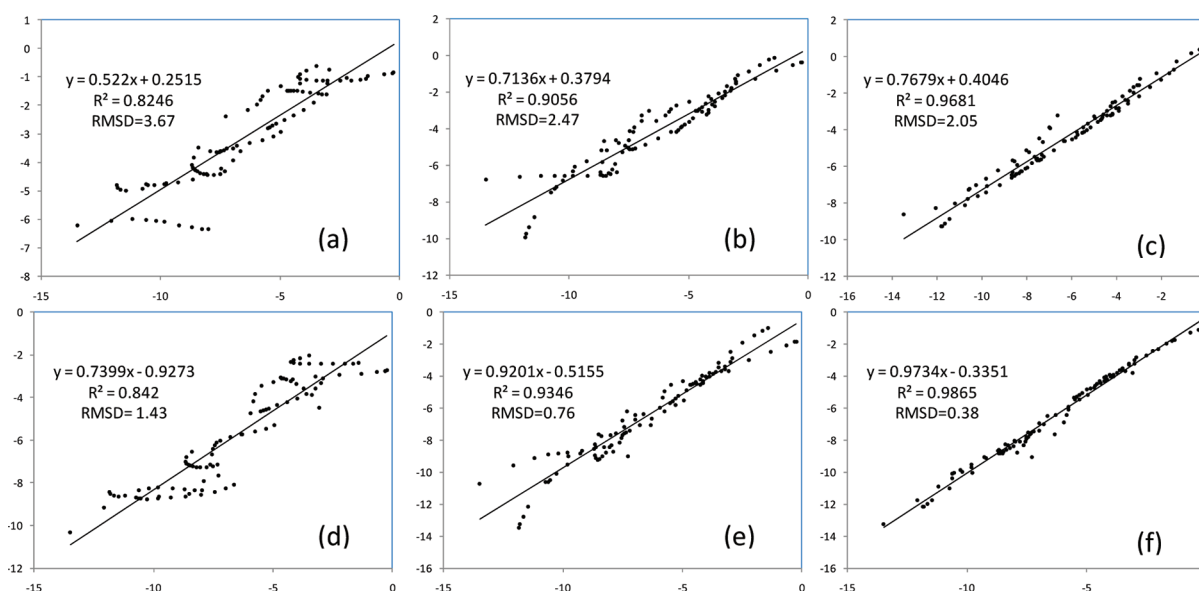 1
0
-1
-2
-3
-4
-5
-6
-7
-8
y = 0.522x + 0.2515
R² = 0.8246
RMSD=3.67
(a)
-15 -10 -5 0
2
0
-2
-4
-6
-8
-10
-12
y = 0.7136x + 0.3794
R² = 0.9056
RMSD=2.47
(b)
-15 -10 -5 0
2
0
-2
-4
-6
-8
-10
-12
y = 0.7679x + 0.4046
R² = 0.9681
RMSD=2.05
(c)
-16 -14 -12 -10 -8 -6 -4 -2
0
-2
-4
-6
-8
-10
-12
y = 0.7399x - 0.9273
R² = 0.842
RMSD= 1.43
(d)
-15 -10 -5 0
0
-2
-4
-6
-8
-10
-12
-14
-16
y = 0.9201x - 0.5155
R² = 0.9346
RMSD=0.76
(e)
-15 -10 -5 0
0
-2
-4
-6
-8
-10
-12
-14
-16
y = 0.9734x - 0.3351
R² = 0.9865
RMSD=0.38
(f)
-15 -10 -5